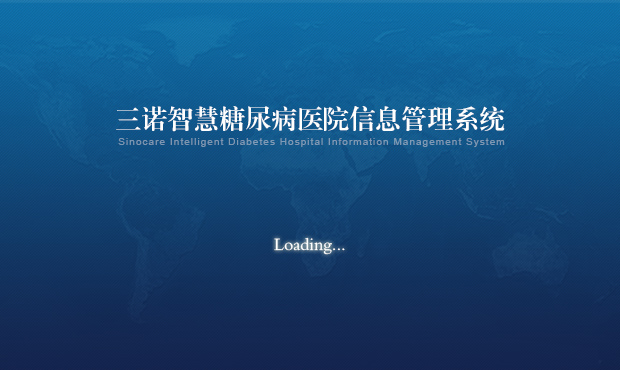 三诺智慧糖尿病医院信息管理系统
Sinocare Intelligent Diabetes Hospital Information Management System
Loading...